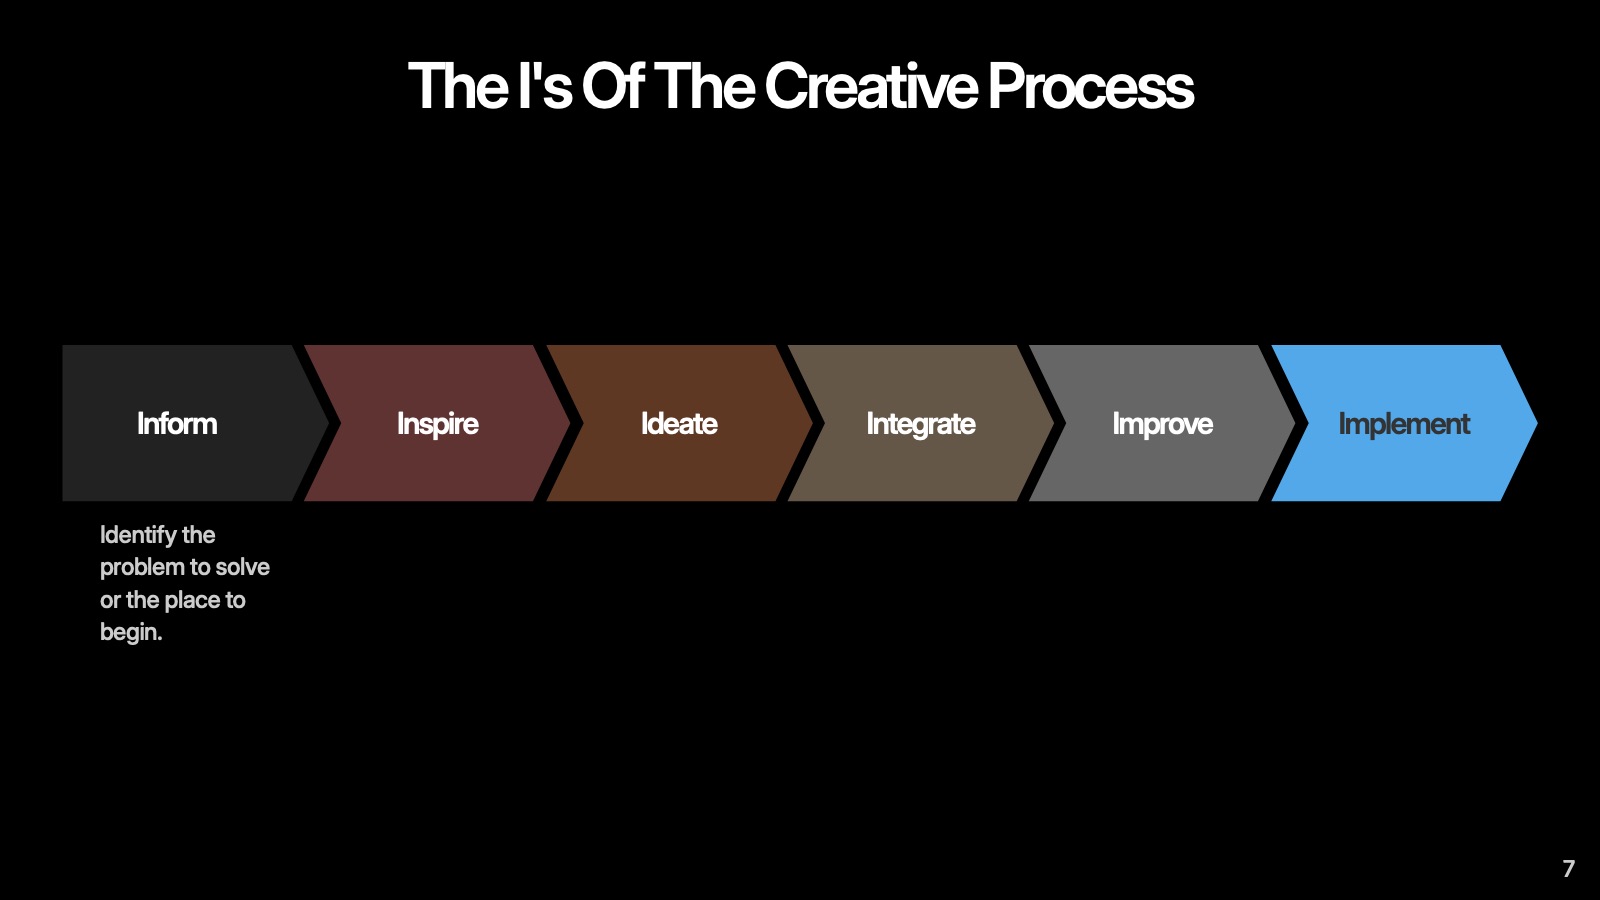 The I's Of The Creative Process
Inform
Inspire
Ideate
Integrate
Improve
Implement
Identify the
problem to solve
or the place to
begin.
7